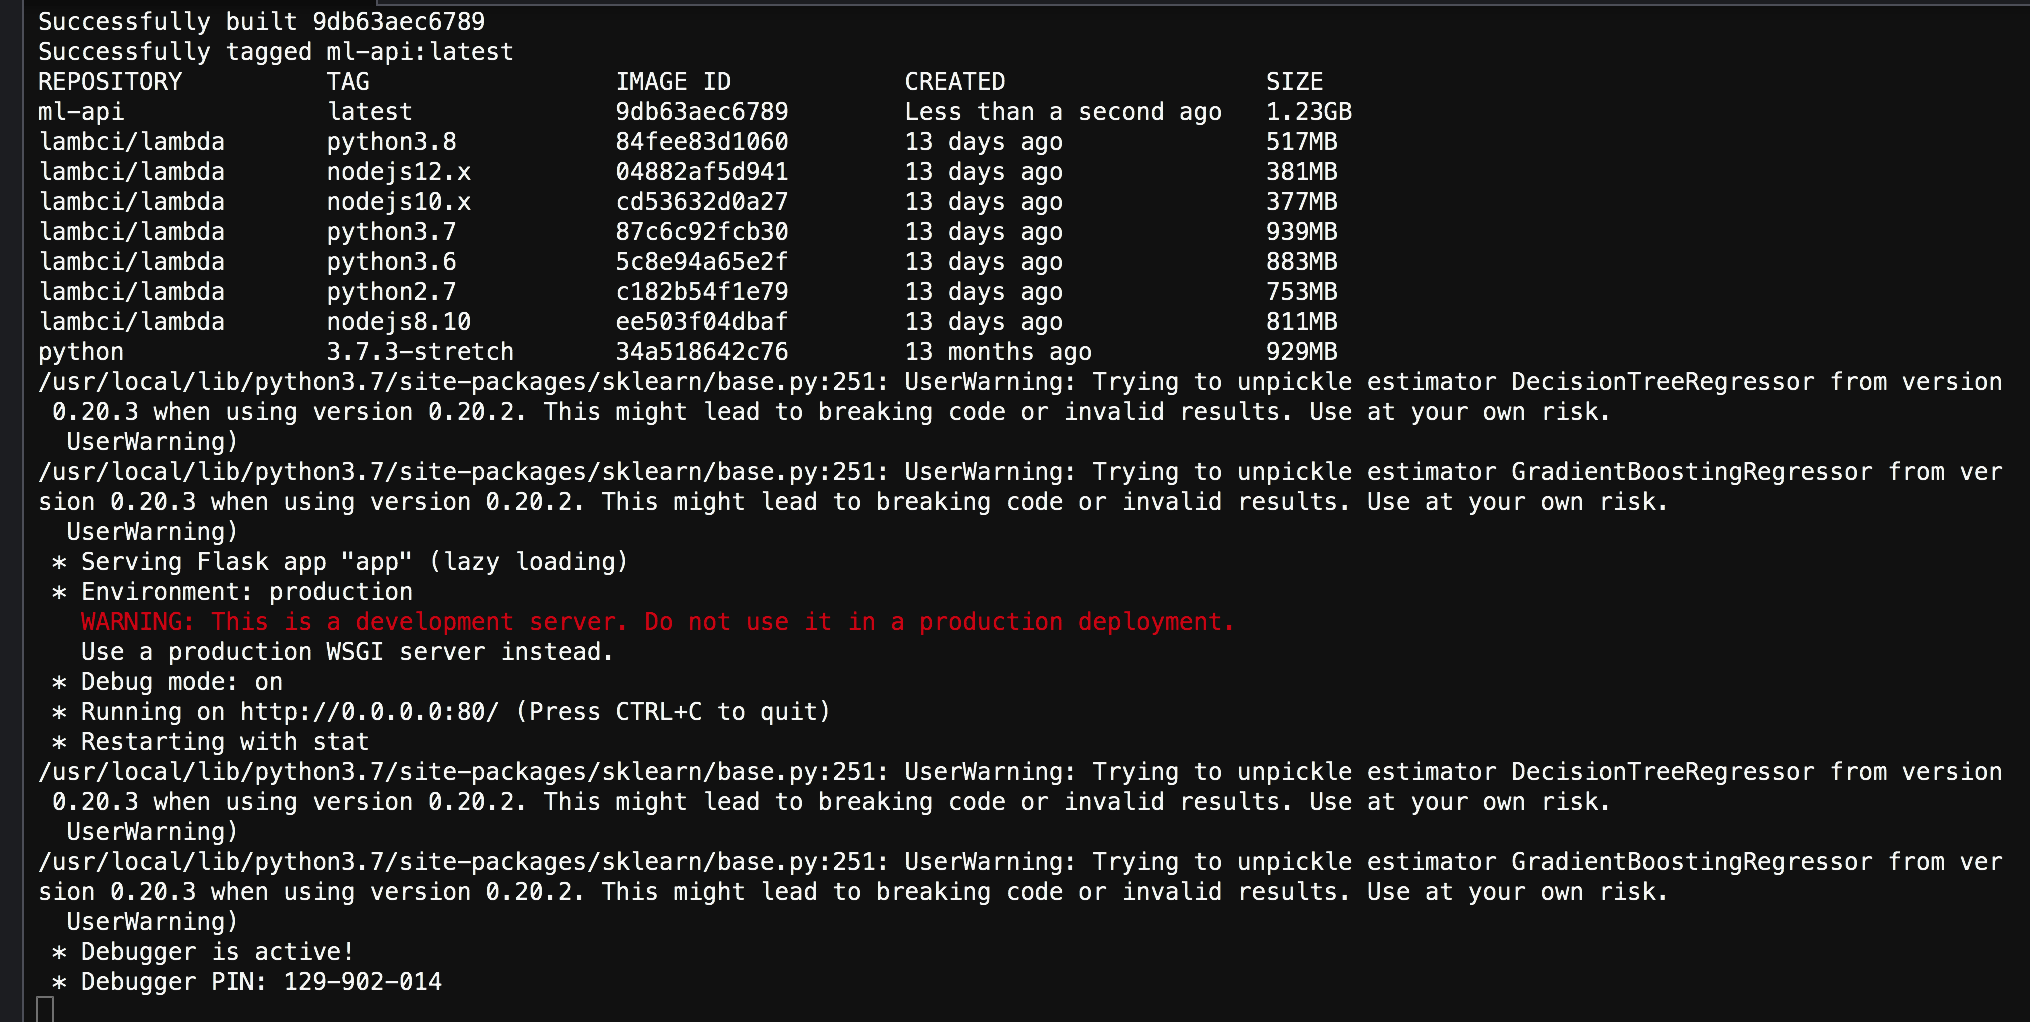 Successfully built 9db63aec6789
Successfully tagged ml-api:latest
REPOSITORY          TAG                 IMAGE ID            CREATED                  SIZE
ml-api              latest              9db63aec6789        Less than a second ago   1.23GB
lambci/lambda       python3.8           84fee83d1060        13 days ago              517MB
lambci/lambda       nodejs12.x          04882af5d941        13 days ago              381MB
lambci/lambda       nodejs10.x          cd53632d0a27        13 days ago              377MB
lambci/lambda       python3.7           87c6c92fcb30        13 days ago              939MB
lambci/lambda       python3.6           5c8e94a65e2f        13 days ago              883MB
lambci/lambda       python2.7           c182b54f1e79        13 days ago              753MB
lambci/lambda       nodejs8.10          ee503f04dbaf        13 days ago              811MB
python              3.7.3-stretch       34a518642c76        13 months ago            929MB
/usr/local/lib/python3.7/site-packages/sklearn/base.py:251: UserWarning: Trying to unpickle estimator DecisionTreeRegressor from version
 0.20.3 when using version 0.20.2. This might lead to breaking code or invalid results. Use at your own risk.
  UserWarning)
/usr/local/lib/python3.7/site-packages/sklearn/base.py:251: UserWarning: Trying to unpickle estimator GradientBoostingRegressor from ver
sion 0.20.3 when using version 0.20.2. This might lead to breaking code or invalid results. Use at your own risk.
  UserWarning)
 * Serving Flask app "app" (lazy loading)
 * Environment: production
   WARNING: This is a development server. Do not use it in a production deployment.
   Use a production WSGI server instead.
 * Debug mode: on
 * Running on http://0.0.0.0:80/ (Press CTRL+C to quit)
 * Restarting with stat
/usr/local/lib/python3.7/site-packages/sklearn/base.py:251: UserWarning: Trying to unpickle estimator DecisionTreeRegressor from version
 0.20.3 when using version 0.20.2. This might lead to breaking code or invalid results. Use at your own risk.
  UserWarning)
/usr/local/lib/python3.7/site-packages/sklearn/base.py:251: UserWarning: Trying to unpickle estimator GradientBoostingRegressor from ver
sion 0.20.3 when using version 0.20.2. This might lead to breaking code or invalid results. Use at your own risk.
  UserWarning)
 * Debugger is active!
 * Debugger PIN: 129-902-014